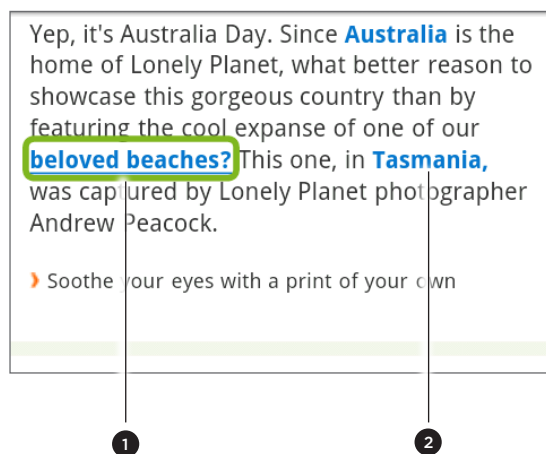 Yep, it's Australia Day. Since Australia is the
home of Lonely Planet, what better reason to
showcase this gorgeous country than by
featuring the cool expanse of one of our
beloved beaches? This one, in Tasmania,
was captured by Lonely Planet photographer
Andrew Peacock.
Soothe your eyes with a print of your own
1 2